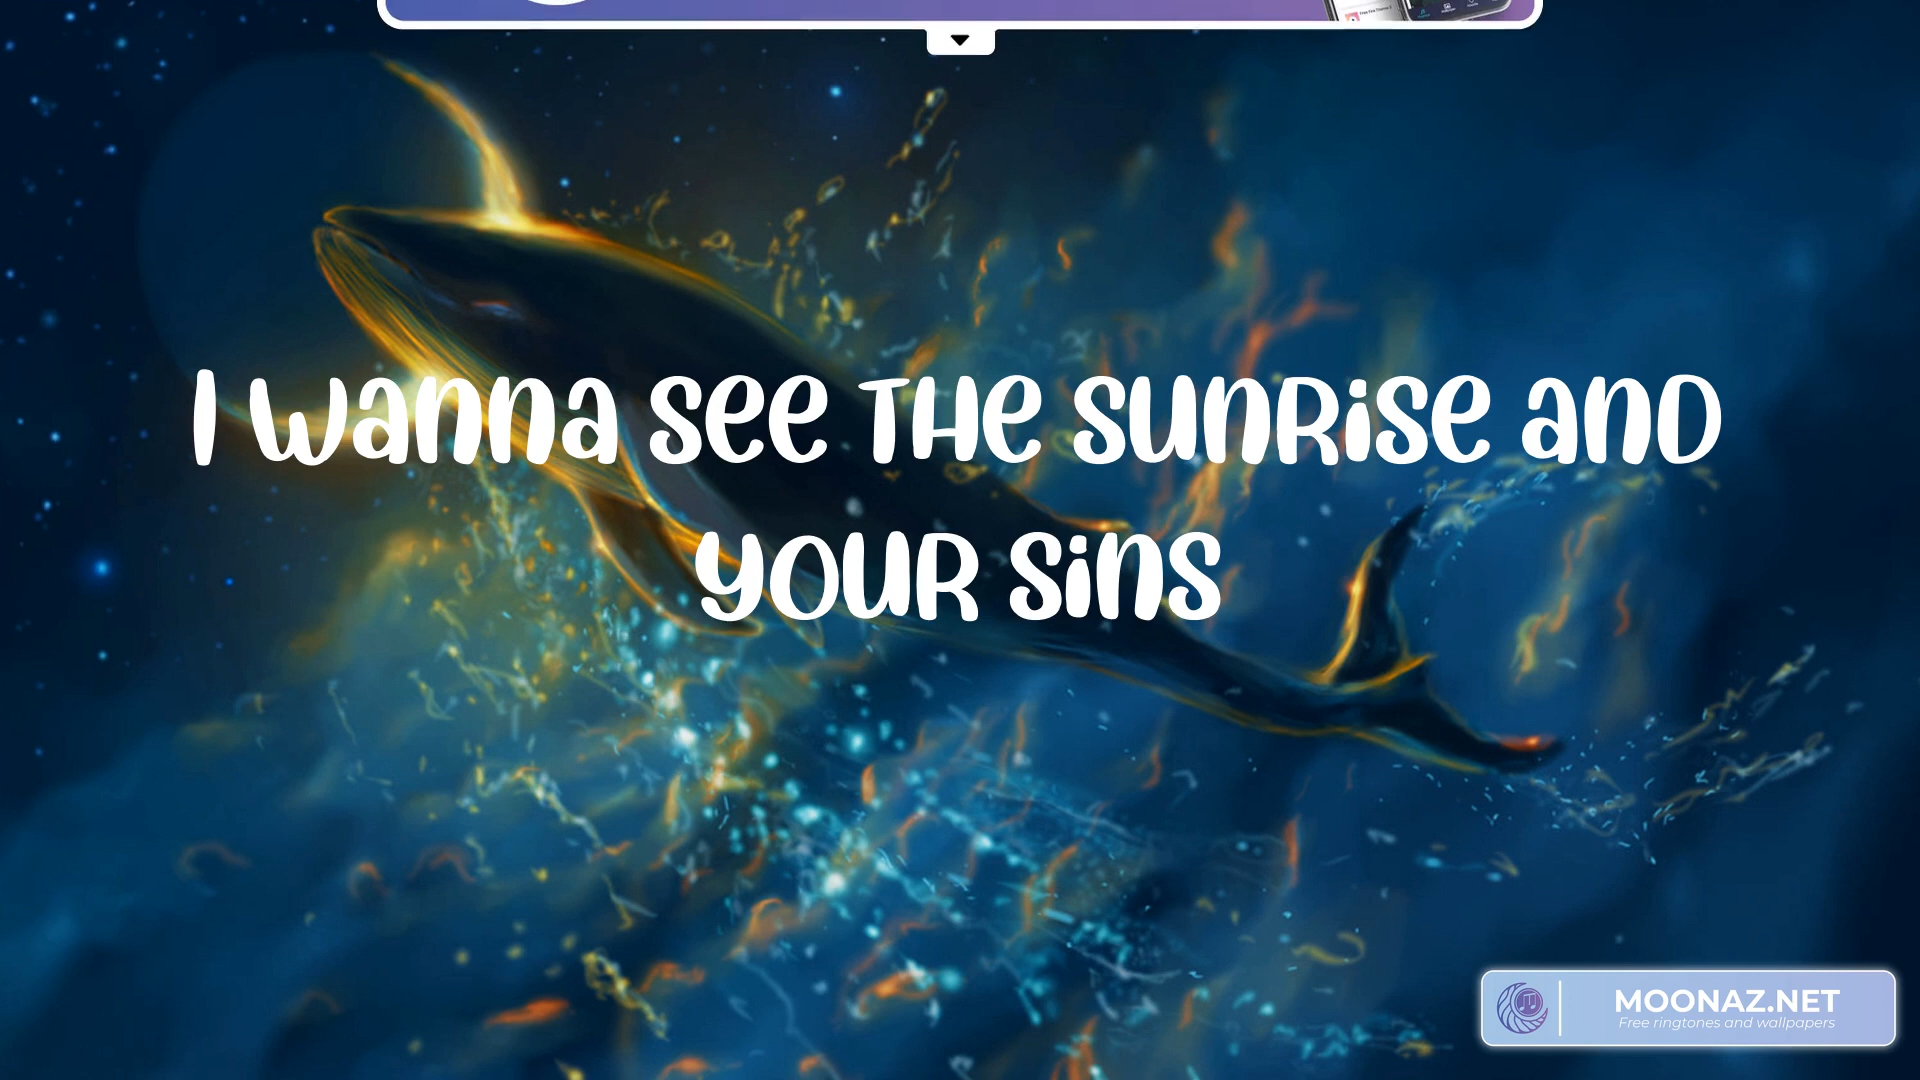 I wanna see the sunrise and
your sins
MOONAZ.NET
Free ringtones and wallpapers